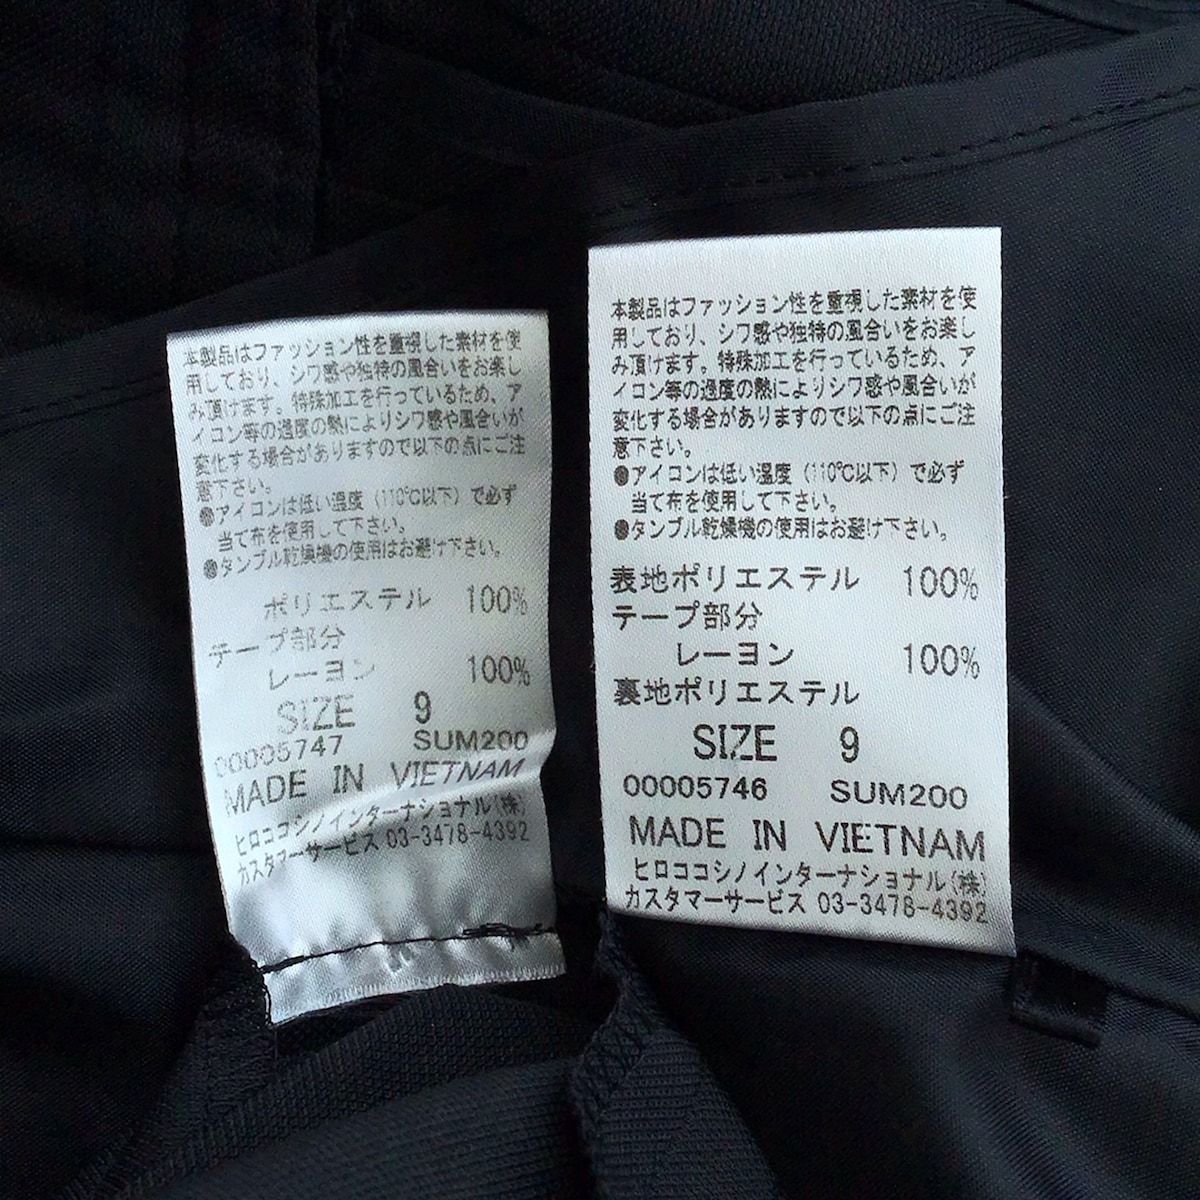 本製品はファッション性を重視した素材を使
用しており、シワ感や独特の風合いをお楽し
み頂けます。特殊加工を行っているため、ア
イロン等の過度の熱によりシワ感や風合いが
変化する場合がありますので以下の点にご注
意下さい。
●アイロンは低い温度(110℃以下)で必ず
当て布を使用して下さい。
●タンブル乾燥機の使用はお避け下さい。
ポリエステル 100%
テープ部分
レーヨン 100%
SIZE 9
00005747 SUM200
MADE IN VIETNAM
ヒロココシノインターナショナル(株)
カスタマーサービス 03-3478-4392
本製品はファッション性を重視した素材を使
用しており、シワ感や独特の風合いをお楽し
み頂けます。特殊加工を行っているため、ア
イロン等の過度の熱によりシワ感や風合いが
変化する場合がありますので以下の点にご注
意下さい。
●アイロンは低い温度(110℃以下)で必ず
当て布を使用して下さい。
●タンブル乾燥機の使用はお避け下さい。
表地ポリエステル 100%
テープ部分
レーヨン 100%
裏地ポリエステル
SIZE 9
00005746 SUM200
MADE IN VIETNAM
ヒロココシノインターナショナル(株)
カスタマーサービス 03-3478-4392